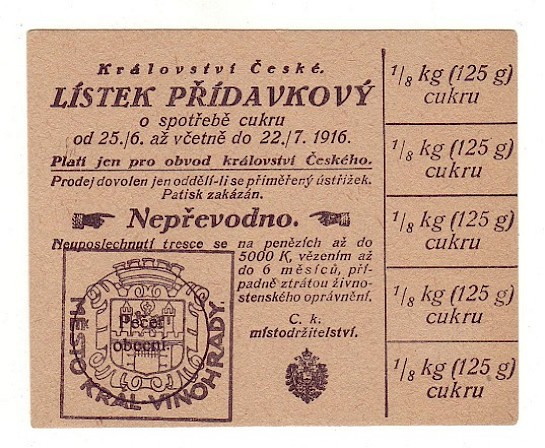 Království České.
LÍSTEK PŘÍDAVKOVÝ
o spotřebě cukru
od 25./6. až včetně do 22./7. 1916.
Platí jen pro obvod království Českého.
Prodej dovolen jen oddělí-li se přiměřený ústřižek.
Patisk zakázán.
Nepřevodno.
Neuposlechnutí tresce se na penězích až do
5000 K, vězením až
do 6 měsíců, pří-
padně ztrátou živno-
stenského oprávnění.
C. k.
místodržitelství.
Pečeť
obecní.
MĚSTO KRÁL. VINOHRADY
1/8 kg (125 g)
cukru
1/8 kg (125 g)
cukru
1/8 kg (125 g)
cukru
1/8 kg (125 g)
cukru
1/8 kg (125 g)
cukru